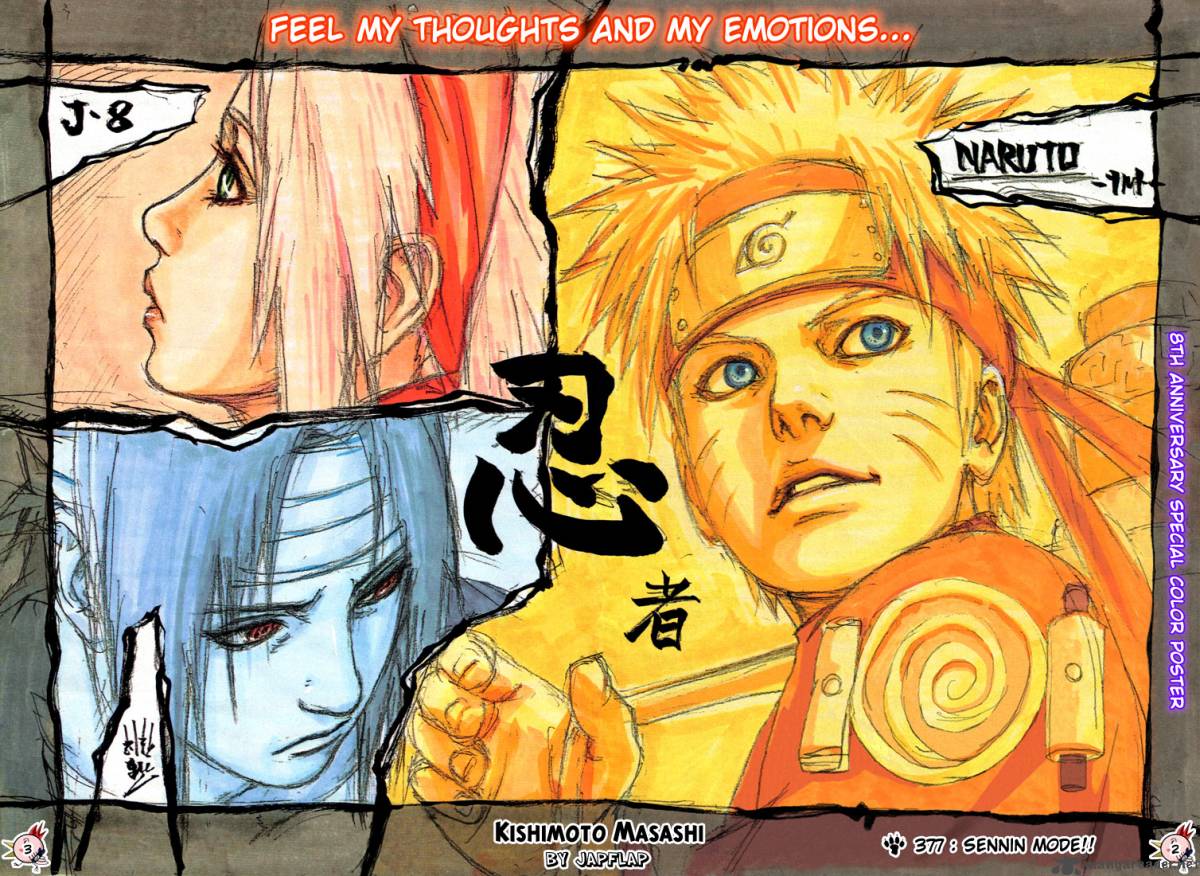 FEEL MY THOUGHTS AND MY EMOTIONS...
J·8
NARUTO
忍
者
8TH ANNIVERSARY SPECIAL COLOR POSTER
KISHIMOTO MASASHI
BY JAPFLAP
377 : SENNIN MODE!!
3
2